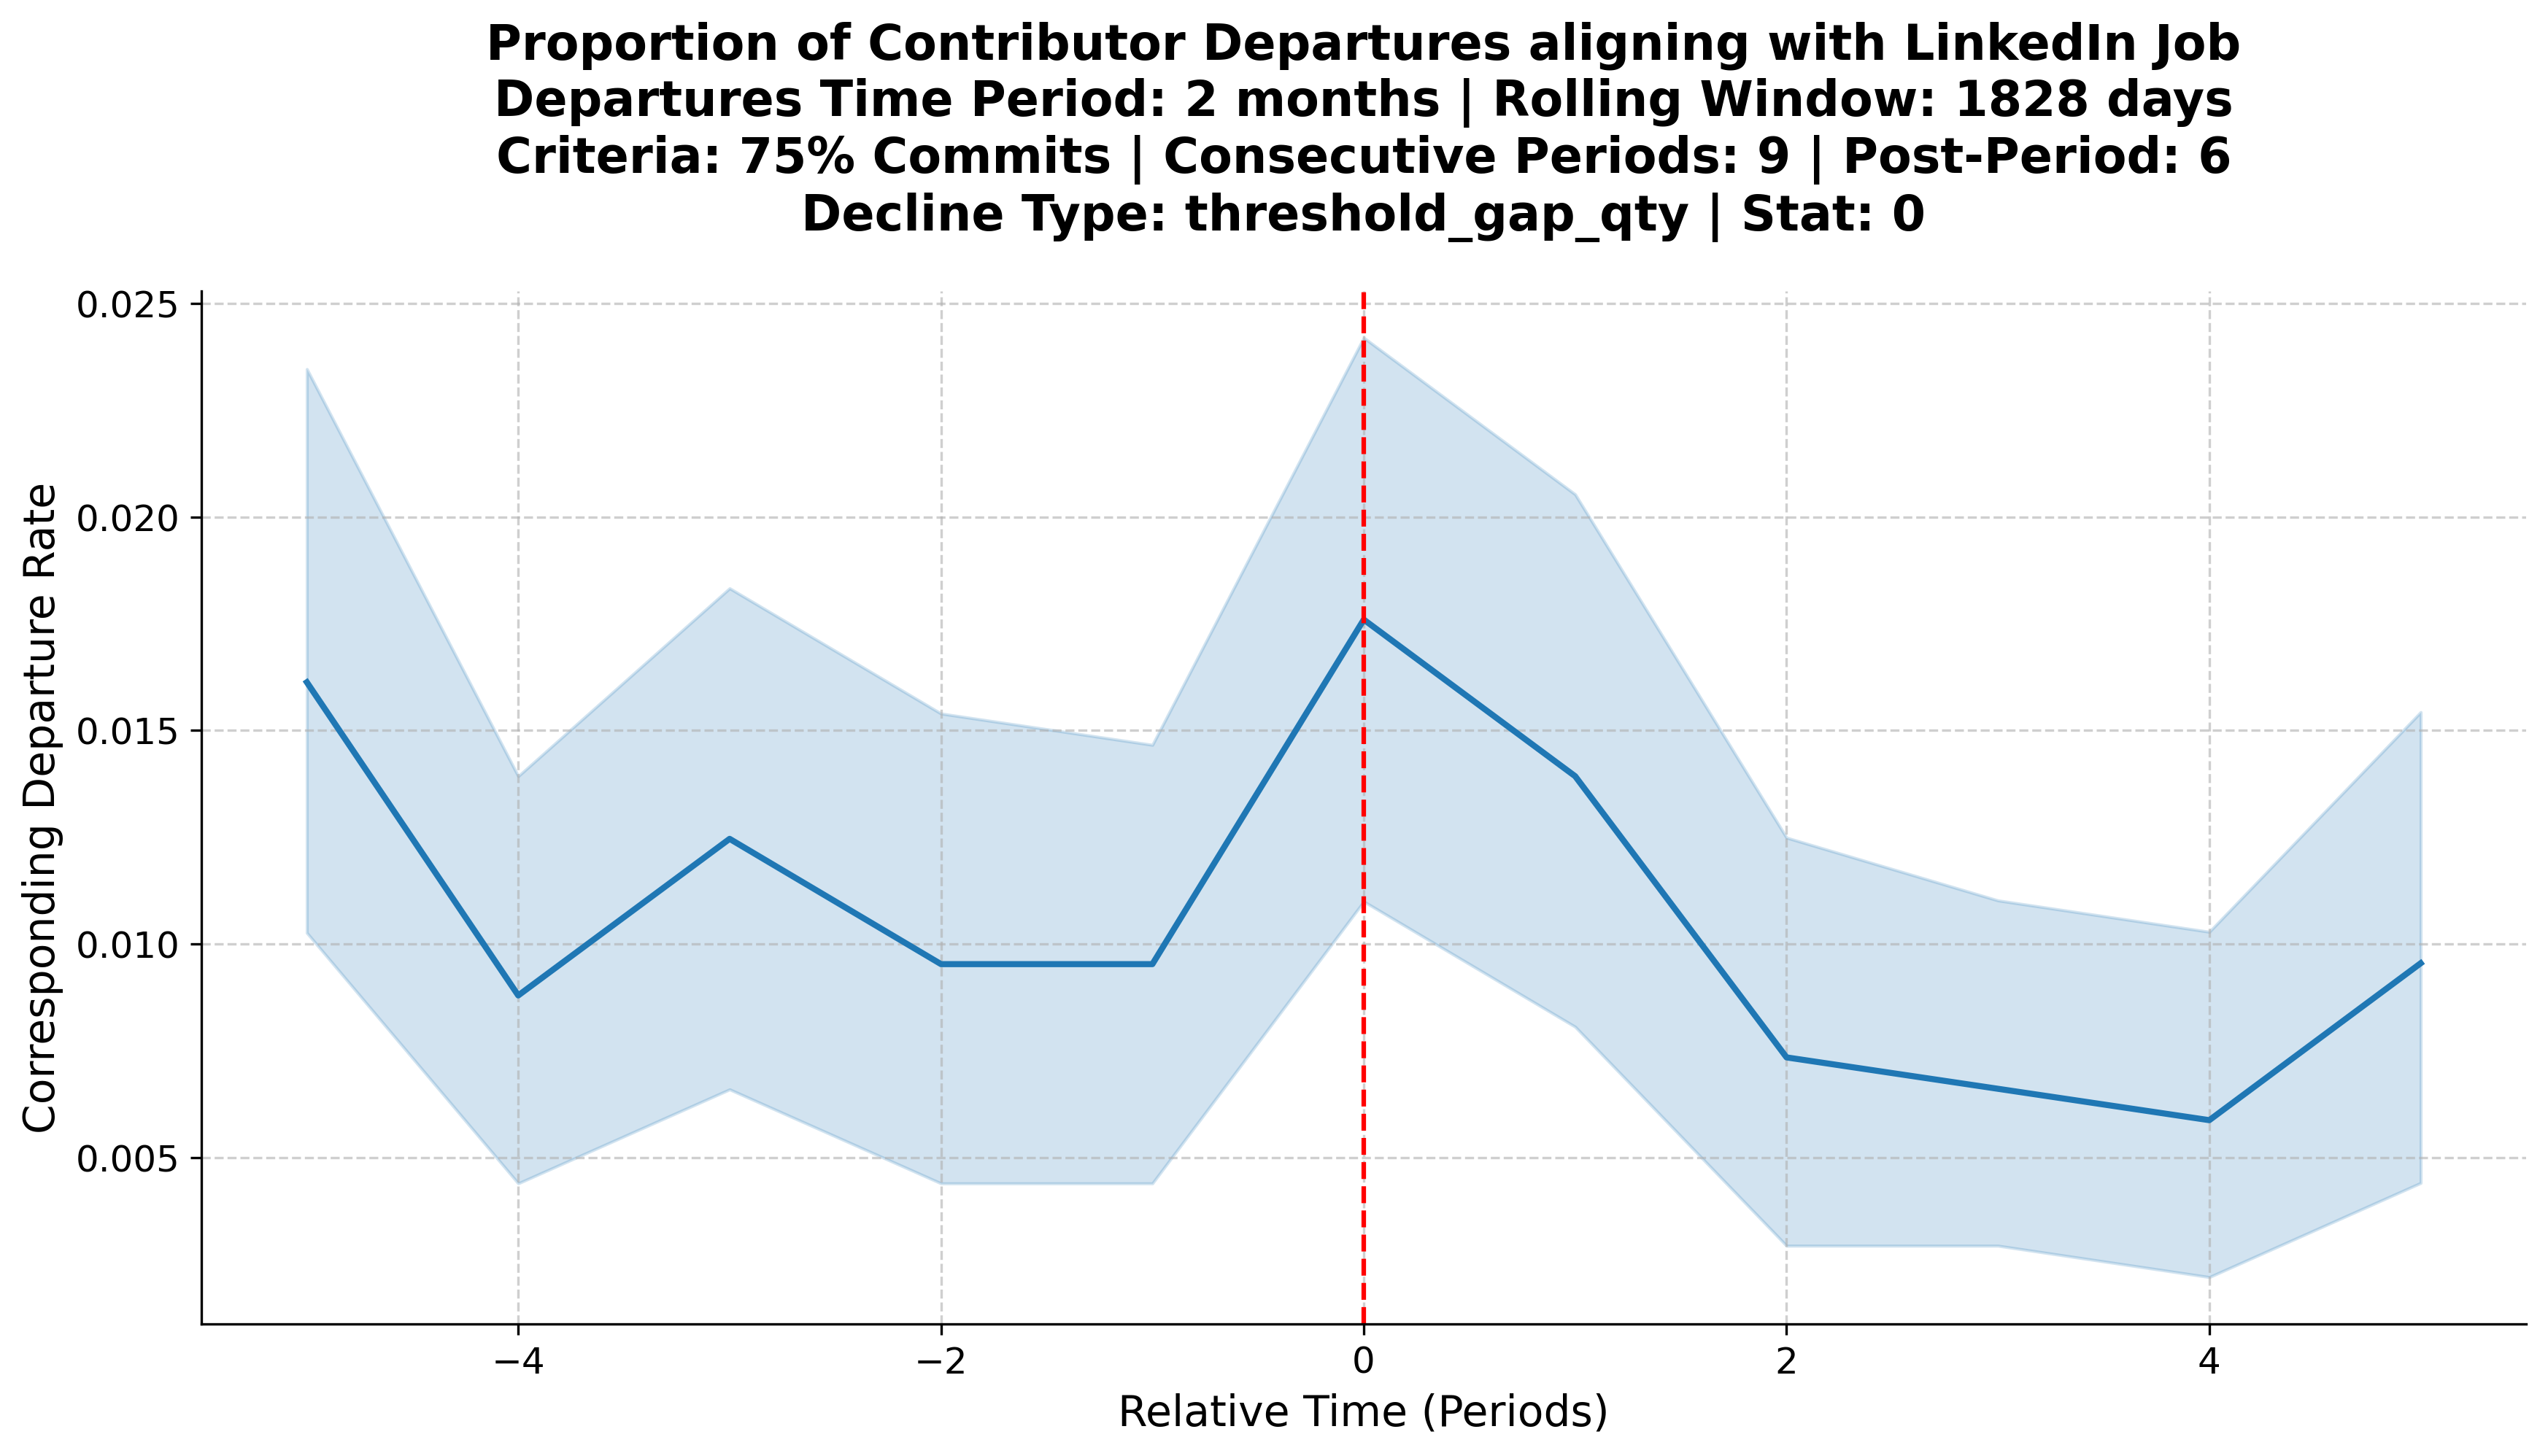 Proportion of Contributor Departures aligning with LinkedIn Job
Departures Time Period: 2 months | Rolling Window: 1828 days
Criteria: 75% Commits | Consecutive Periods: 9 | Post-Period: 6
Decline Type: threshold_gap_qty | Stat: 0
Corresponding Departure Rate
0.025
0.020
0.015
0.010
0.005
−4
−2
0
2
4
Relative Time (Periods)